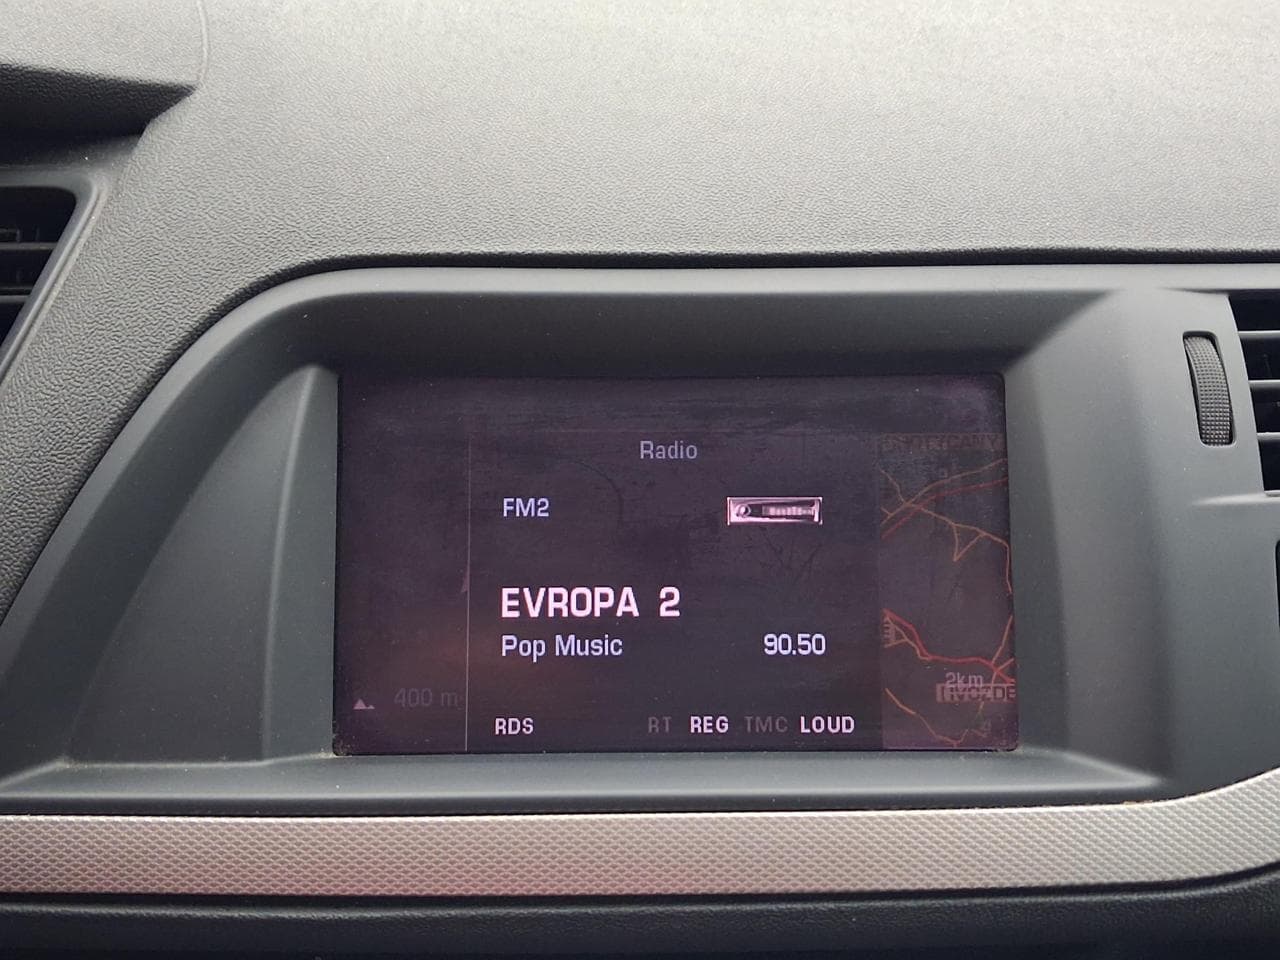 Radio
FM2
EVROPA 2
Pop Music 90.50
400 m
2km
RDS RT REG TMC LOUD